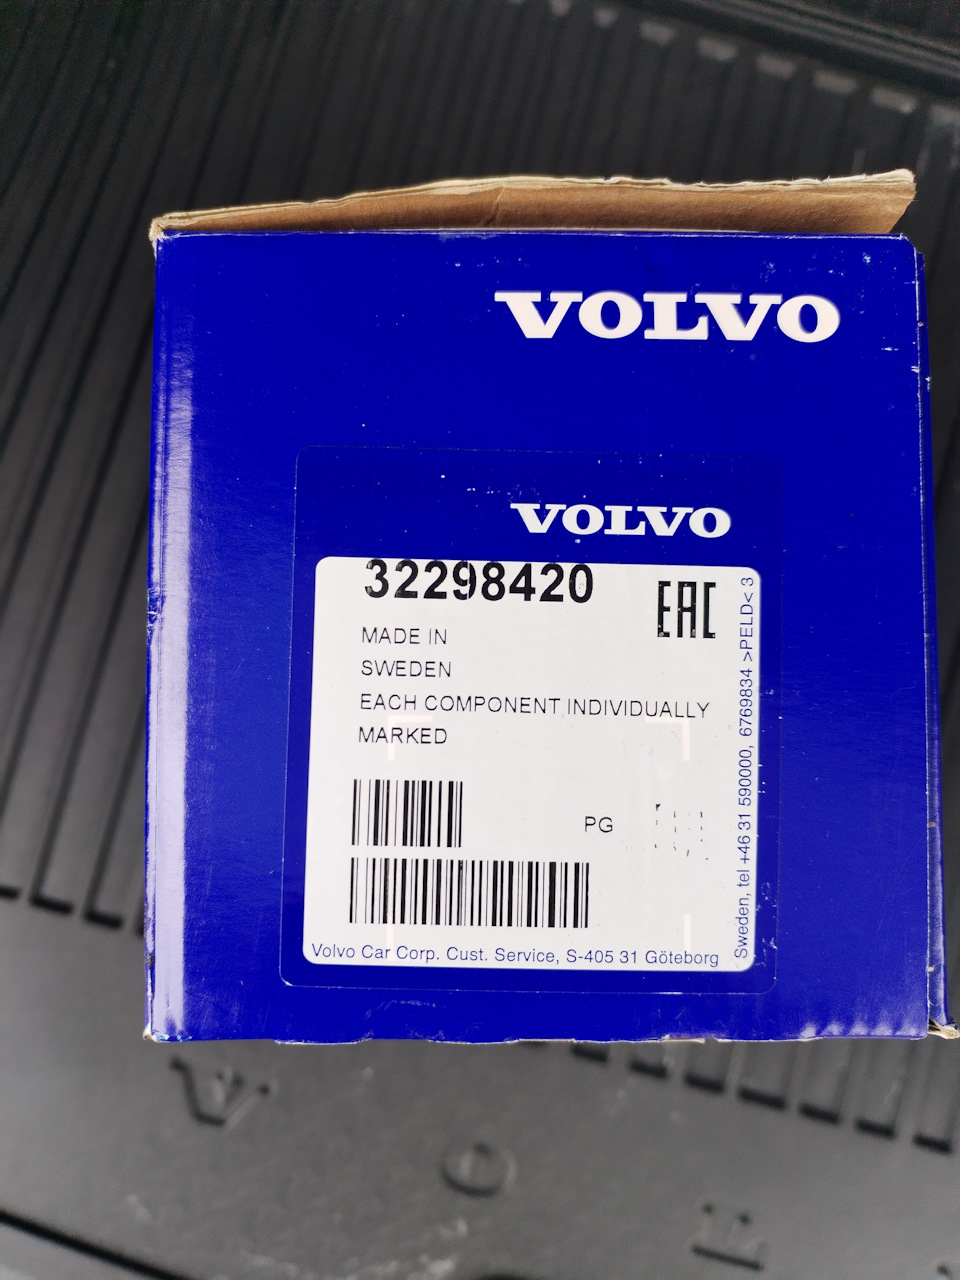 VOLVO
VOLVO
32298420
EAC
MADE IN
SWEDEN
EACH COMPONENT INDIVIDUALLY
MARKED
PG
Volvo Car Corp. Cust. Service, S-405 31 Göteborg
Sweden, tel +46 31 590000, 6769834 >PELD< 3